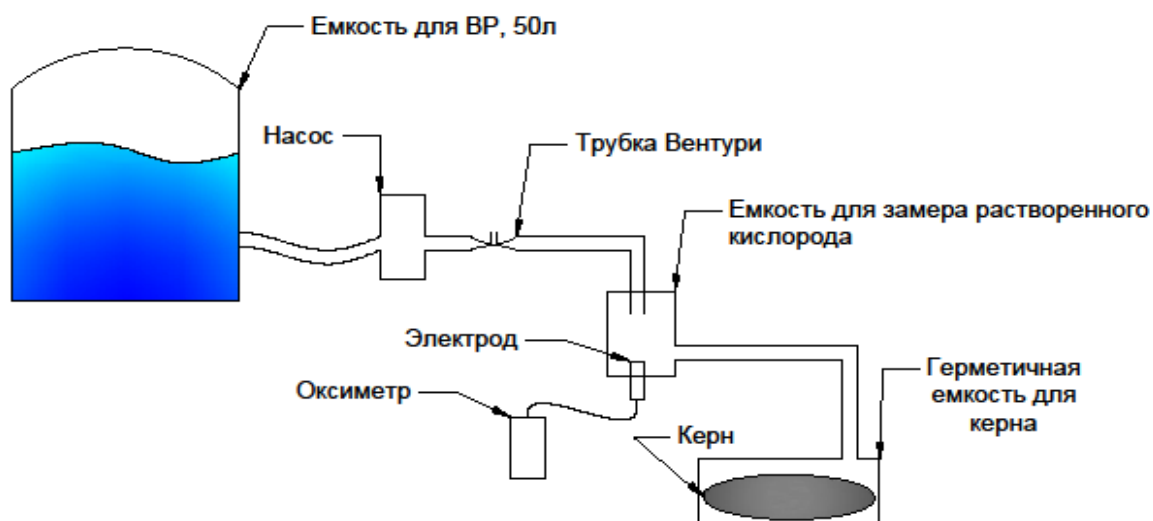 Емкость для ВР, 50л
Насос
Трубка Вентури
Емкость для замера растворенного
кислорода
Электрод
Оксиметр
Герметичная
емкость для
керна
Керн